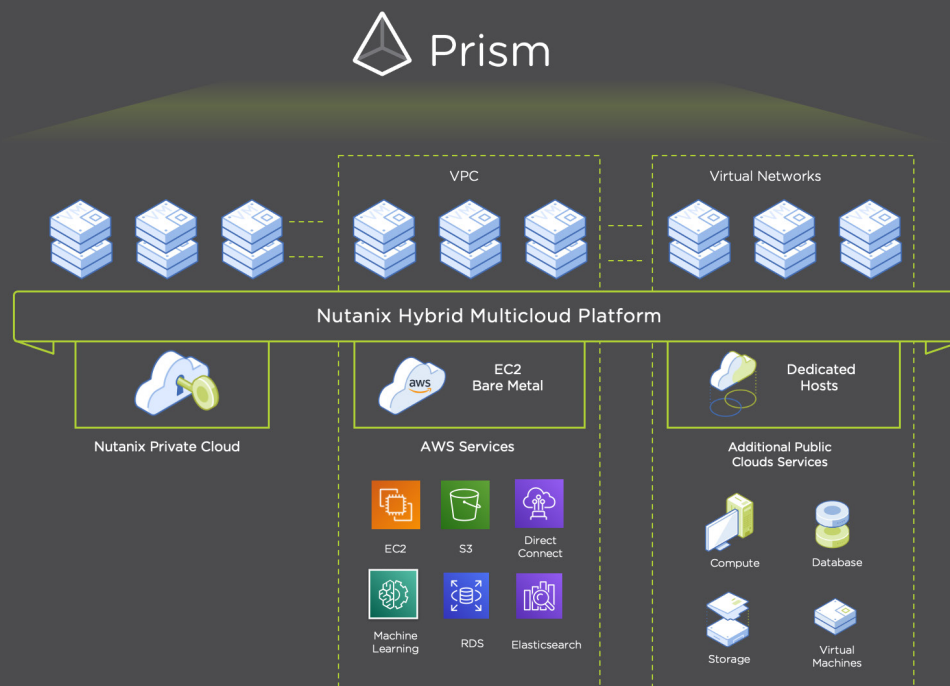 Prism
VPC
Virtual Networks
Nutanix Hybrid Multicloud Platform
aws
EC2
Bare Metal
Dedicated
Hosts
Nutanix Private Cloud
AWS Services
Additional Public
Clouds Services
EC2
S3
Direct
Connect
Compute
Database
Machine
Learning
RDS
Elasticsearch
Storage
Virtual
Machines